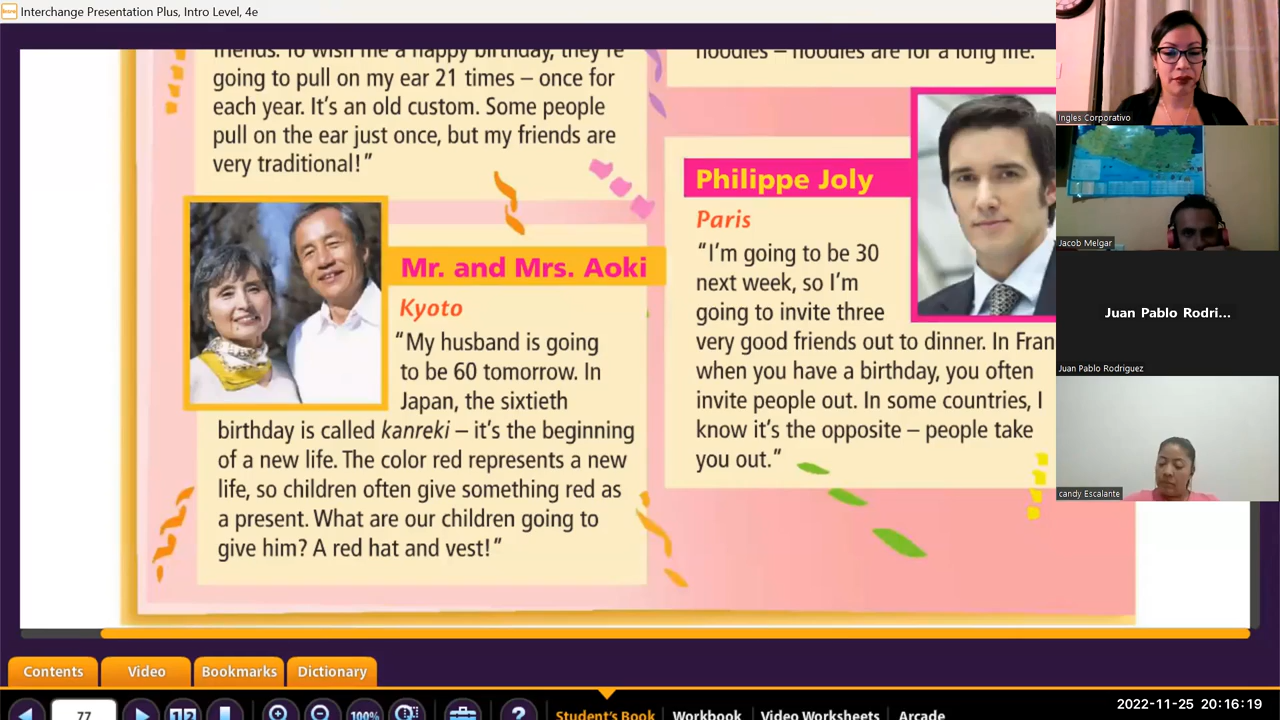 Interchange Presentation Plus, Intro Level, 4e
friends. To wish me a happy birthday, they're
going to pull on my ear 21 times – once for
each year. It's an old custom. Some people
pull on the ear just once, but my friends are
very traditional!"
Mr. and Mrs. Aoki
Kyoto
"My husband is going
to be 60 tomorrow. In
Japan, the sixtieth
birthday is called kanreki – it's the beginning
of a new life. The color red represents a new
life, so children often give something red as
a present. What are our children going to
give him? A red hat and vest!"
noodles – noodles are for a long life.
Philippe Joly
Paris
"I'm going to be 30
next week, so I'm
going to invite three
very good friends out to dinner. In Fran
when you have a birthday, you often
invite people out. In some countries, I
know it's the opposite – people take
you out."
Ingles Corporativo
Jacob Melgar
Juan Pablo Rodri...
Juan Pablo Rodriguez
candy Escalante
Contents
Video
Bookmarks
Dictionary
77
100%
?
Student's Book
Workbook
Video Worksheets
Arcade
2022-11-25 20:16:19